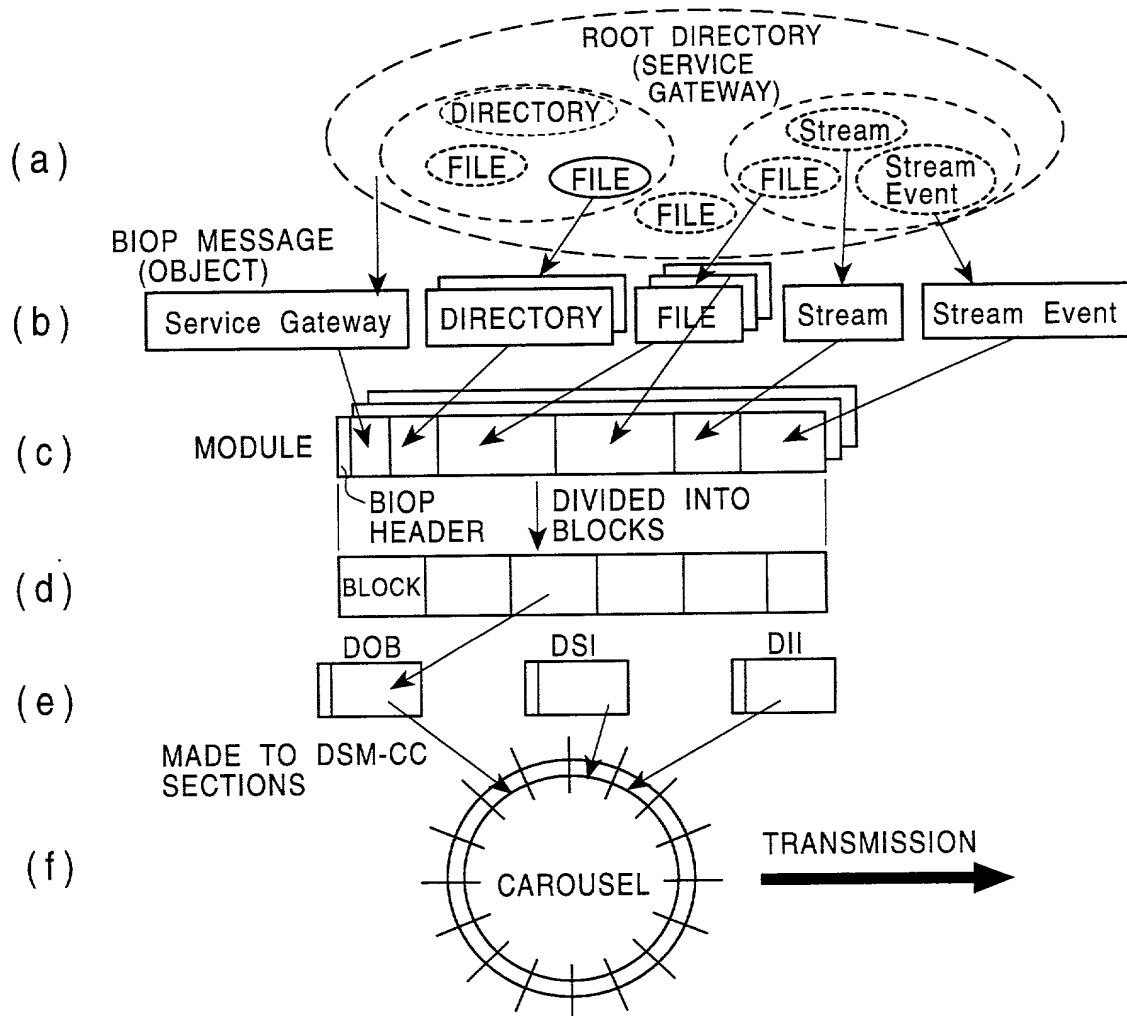 ROOT DIRECTORY
(SERVICE
GATEWAY)
DIRECTORY
Stream
(a)
FILE
FILE
FILE
Stream
Event
FILE
BIOP MESSAGE
(OBJECT)
(b)
Service Gateway
DIRECTORY
FILE
Stream
Stream Event
(c)
MODULE
BIOP
HEADER
DIVIDED INTO
BLOCKS
(d)
BLOCK
DOB
DSI
DII
(e)
MADE TO DSM-CC
SECTIONS
(f)
CAROUSEL
TRANSMISSION